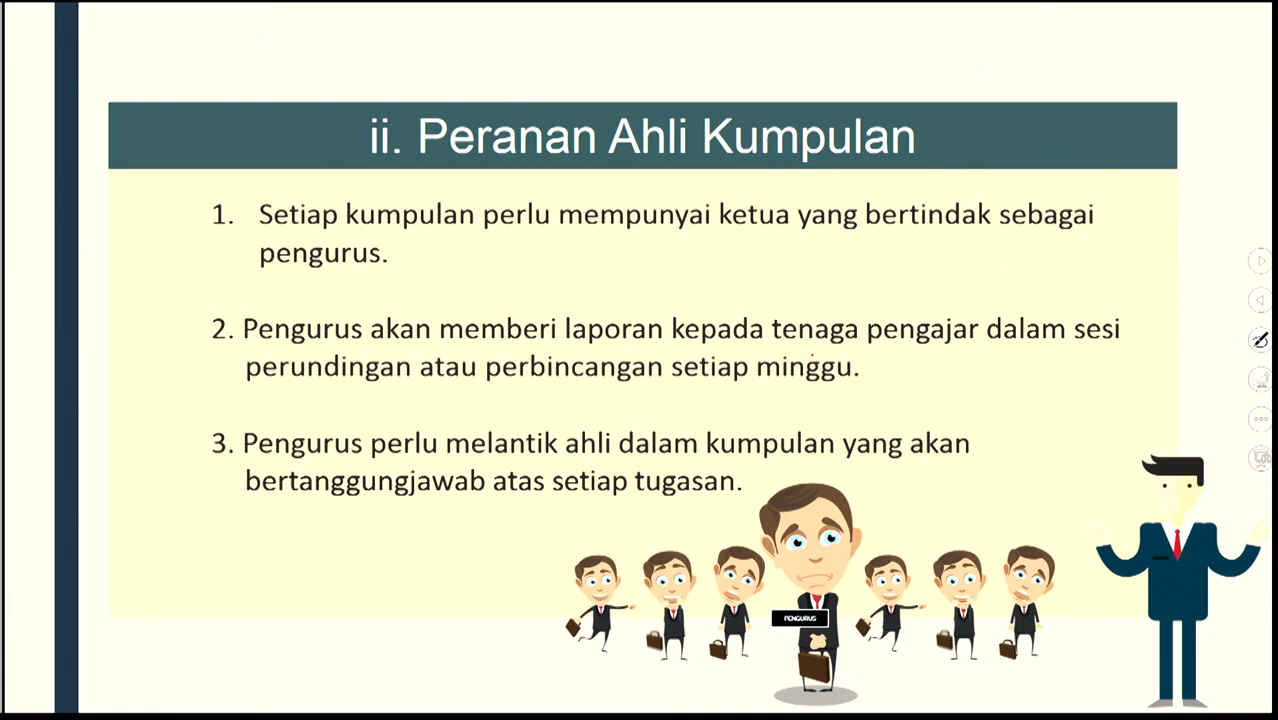 ii. Peranan Ahli Kumpulan
1. Setiap kumpulan perlu mempunyai ketua yang bertindak sebagai
pengurus.
2. Pengurus akan memberi laporan kepada tenaga pengajar dalam sesi
perundingan atau perbincangan setiap minggu.
3. Pengurus perlu melantik ahli dalam kumpulan yang akan
bertanggungjawab atas setiap tugasan.
PENGURUS